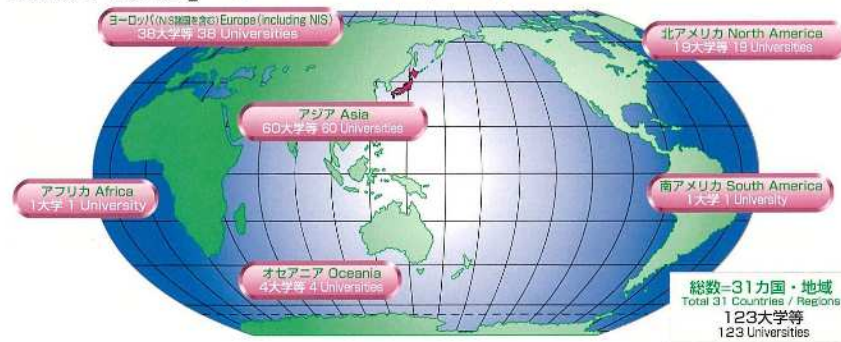 ヨーロッパ(NIS諸国を含む) Europe (including NIS)
38大学等 38 Universities
北アメリカ North America
19大学等 19 Universities
アジア Asia
60大学等 60 Universities
アフリカ Africa
1大学 1 University
南アメリカ South America
1大学 1 University
オセアニア Oceania
4大学等 4 Universities
総数=31カ国・地域
Total 31 Countries / Regions
123大学等
123 Universities